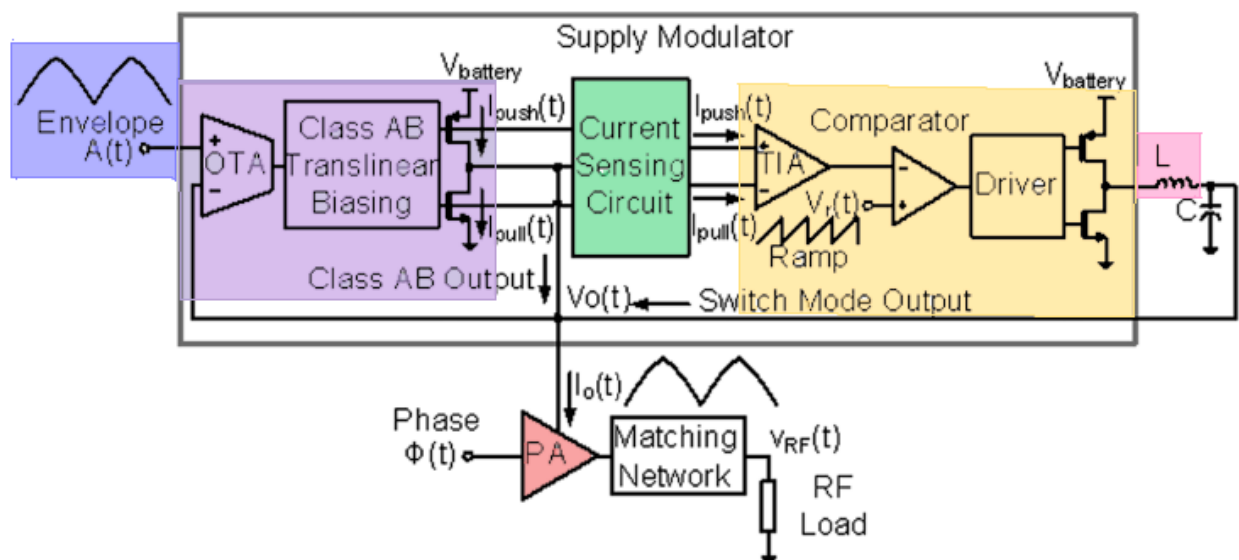 Supply Modulator
Envelope
A(t)
+
-
OTA
Class AB
Translinear
Biasing
Vbattery
Ipush(t)
Ipull(t)
Class AB Output
Current
Sensing
Circuit
Ipush(t)
Ipull(t)
+
-
TIA
Comparator
Vr(t)
-
+
Ramp
Driver
Vbattery
L
C
Vo(t)
Switch Mode Output
Io(t)
Phase
Φ(t)
PA
Matching
Network
vRF(t)
RF
Load